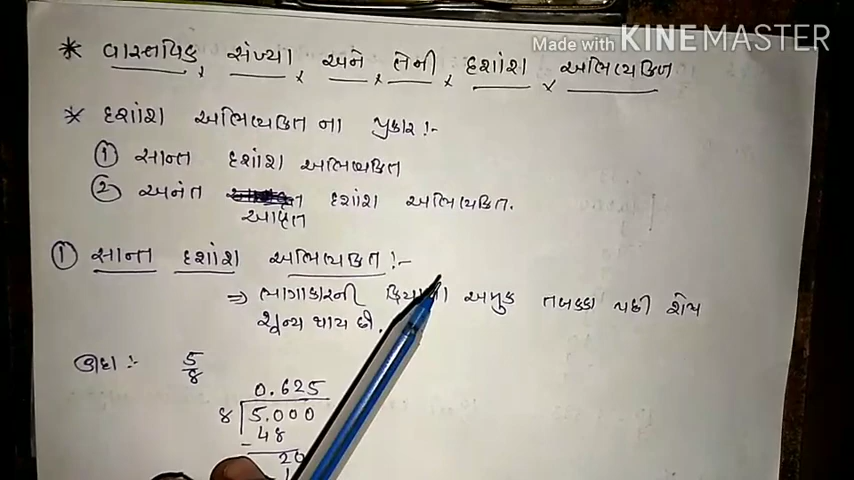 Made with KINEMASTER
* વાસ્તવિક સંખ્યા અને તેની દશાંશ અભિવ્યક્તિ
* દશાંશ અભિવ્યક્તિ ના પ્રકાર :-
① સાન્ત દશાંશ અભિવ્યક્તિ
② અનંત દશાંશ અભિવ્યક્તિ.
આવૃત
① સાન્ત દશાંશ અભિવ્યક્તિ :-
⇒ ભાગાકારની અમુક તબક્કા પછી શેષ
શૂન્ય થાય છે.
ઉદા :- 5/8
0.625
8 5.000
- 48
20